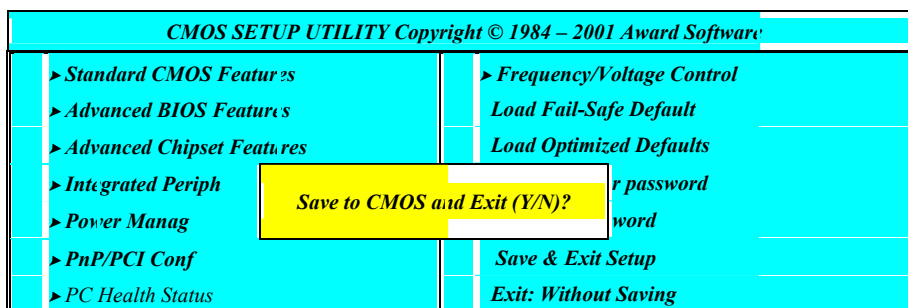 CMOS SETUP UTILITY Copyright © 1984 – 2001 Award Software
▸ Standard CMOS Features
▸ Advanced BIOS Features
▸ Advanced Chipset Features
▸ Integrated Periph
▸ Power Manag
▸ PnP/PCI Conf
▸ PC Health Status
▸ Frequency/Voltage Control
Load Fail-Safe Default
Load Optimized Defaults
r password
word
Save & Exit Setup
Exit: Without Saving
Save to CMOS and Exit (Y/N)?